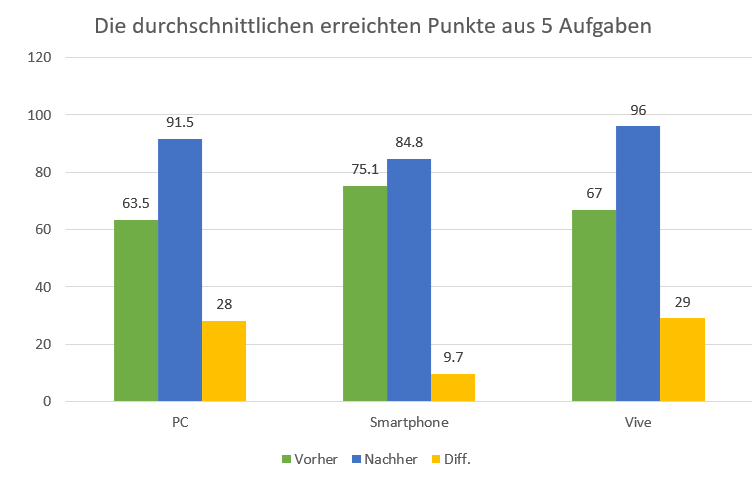 Die durchschnittlichen erreichten Punkte aus 5 Aufgaben
120
100
80
60
40
20
0
63.5
91.5
28
75.1
84.8
9.7
67
96
29
PC
Smartphone
Vive
Vorher
Nachher
Diff.